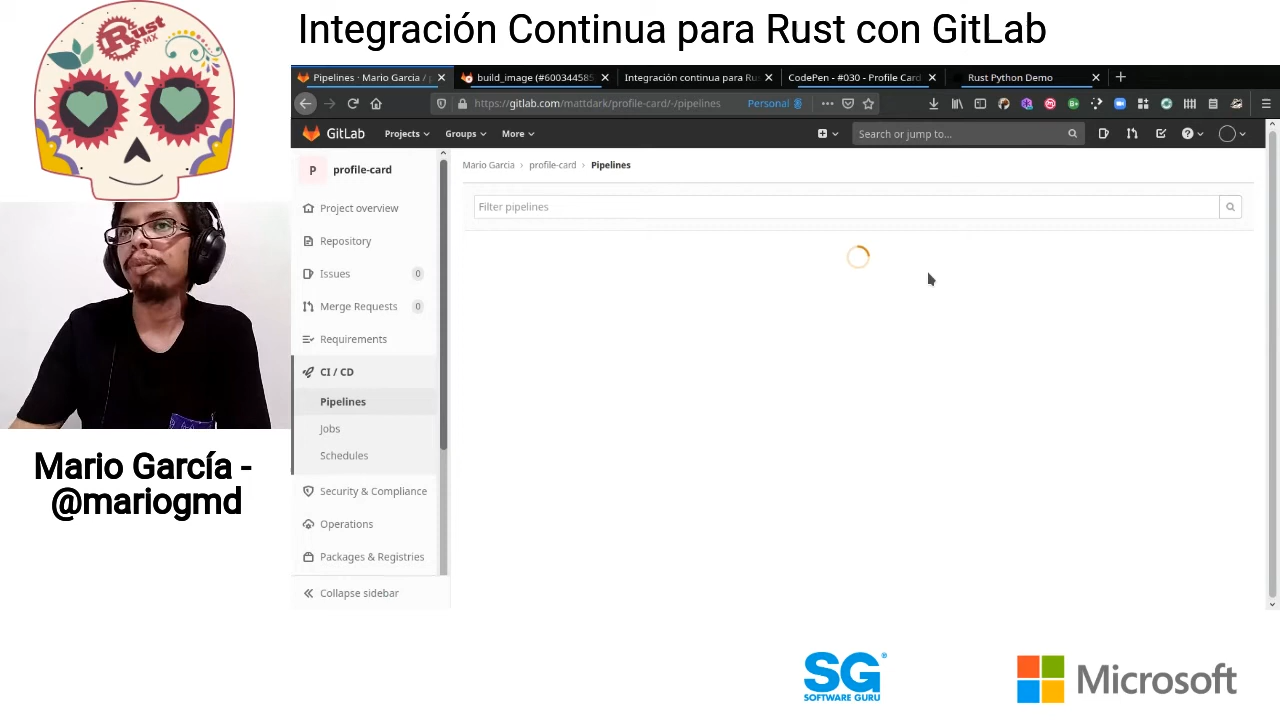 Integración Continua para Rust con GitLab
Rust
MX
Pipelines · Mario Garcia / p
build_image (#600344585
Integración continua para Ru
CodePen - #030 - Profile Card
Rust Python Demo
https://gitlab.com/mattdark/profile-card/-/pipelines
Personal
GitLab
Projects
Groups
More
Search or jump to...
P
profile-card
Mario Garcia › profile-card › Pipelines
Project overview
Filter pipelines
Repository
Issues 0
Merge Requests 0
Requirements
CI / CD
Pipelines
Jobs
Schedules
Security & Compliance
Operations
Packages & Registries
Collapse sidebar
Mario García -
@mariogmd
SG
SOFTWARE GURU
Microsoft